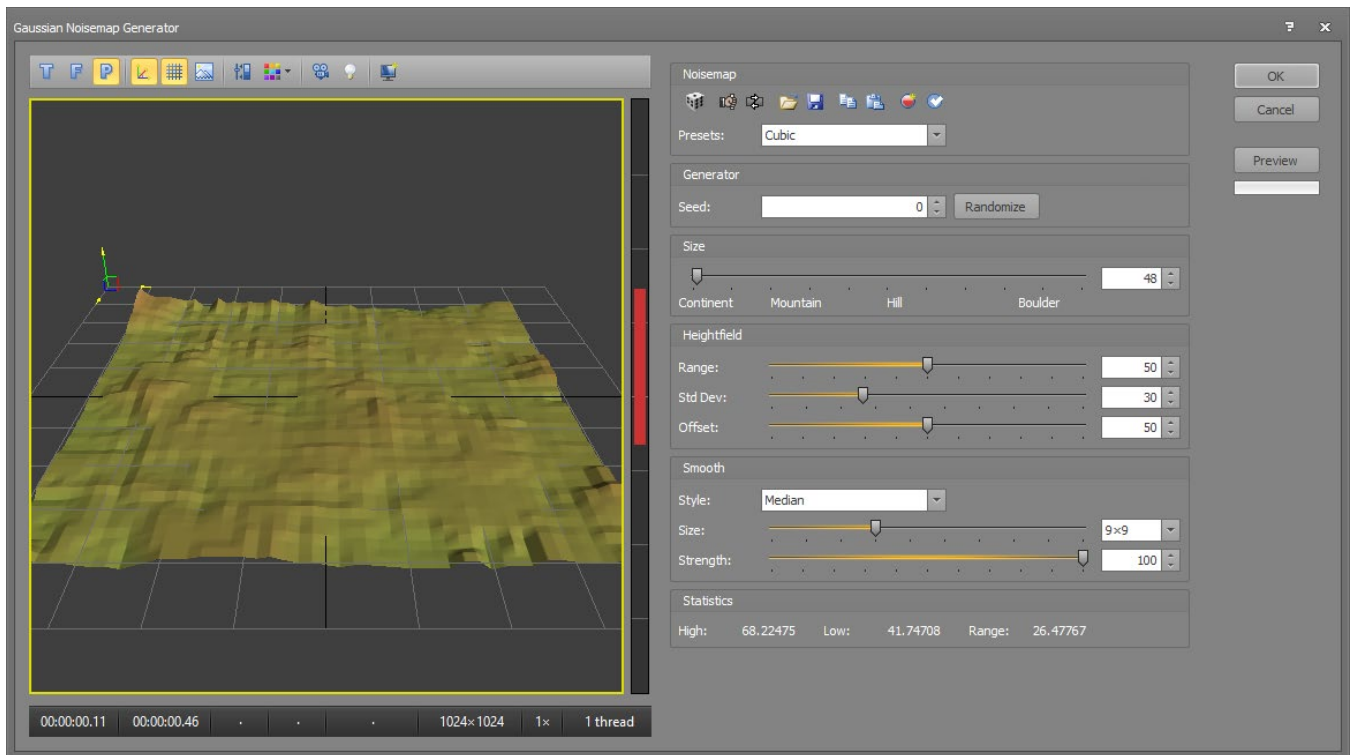 Gaussian Noisemap Generator
T F P
Noisemap
Presets: Cubic
Generator
Seed: 0 Randomize
Size
48
Continent Mountain Hill Boulder
Heightfield
Range: 50
Std Dev: 30
Offset: 50
Smooth
Style: Median
Size: 9×9
Strength: 100
Statistics
High: 68.22475 Low: 41.74708 Range: 26.47767
OK
Cancel
Preview
00:00:00.11 00:00:00.46 . . . 1024×1024 1× 1 thread